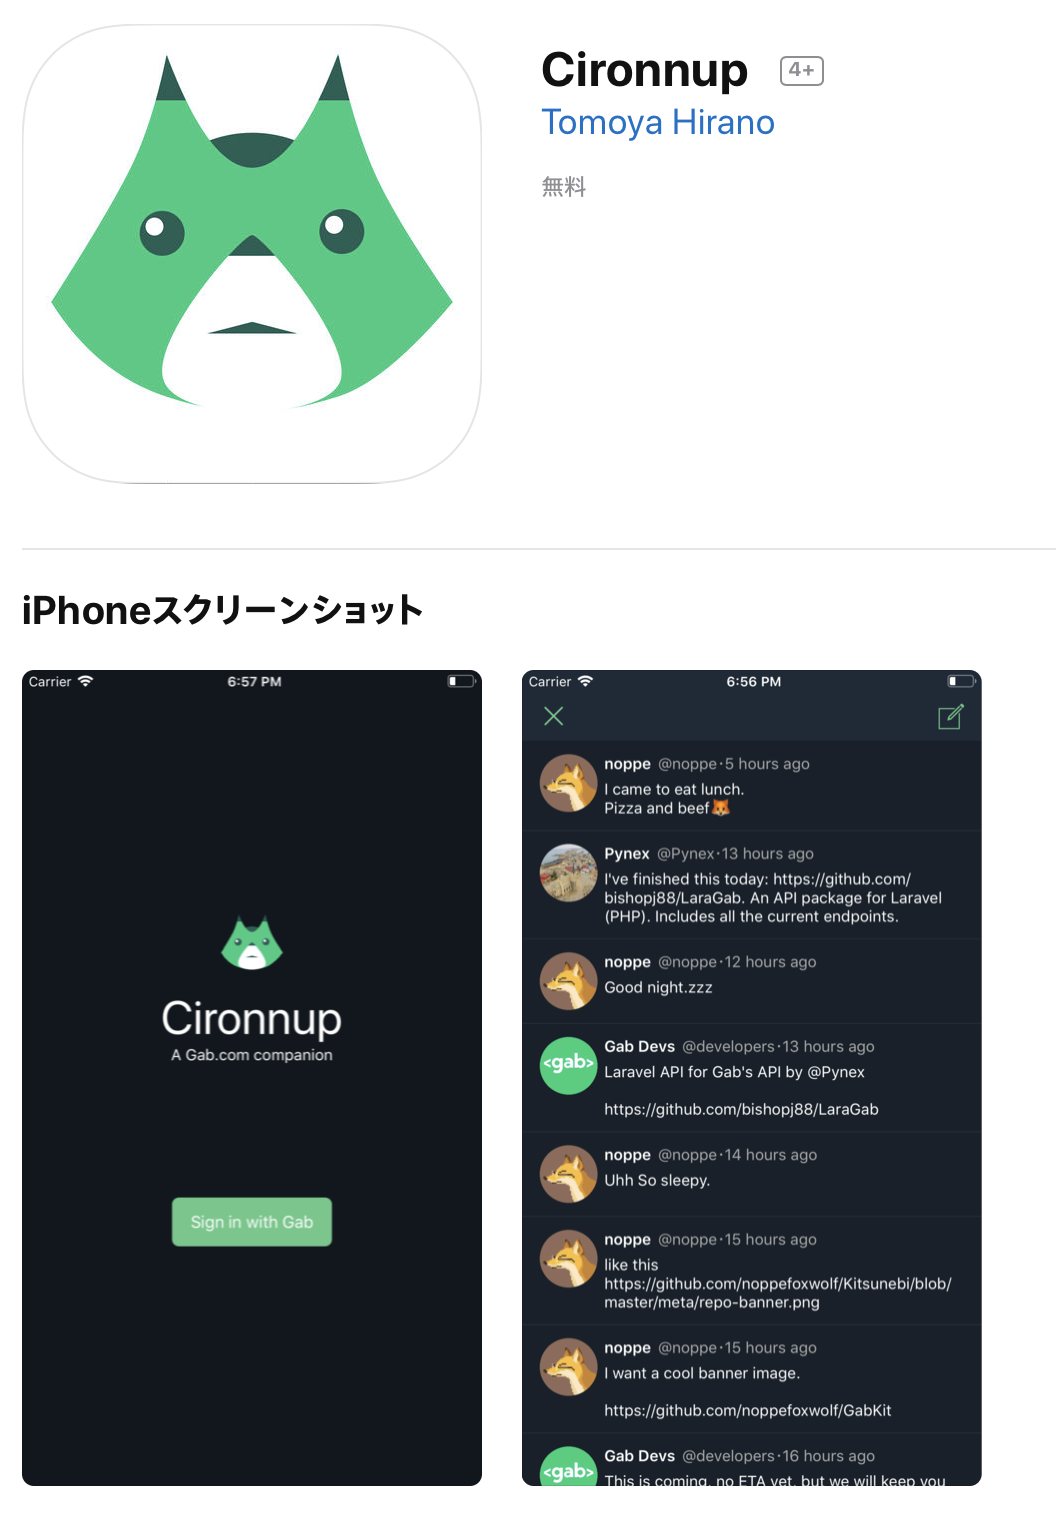 Cironnup 4+
Tomoya Hirano
無料
iPhoneスクリーンショット
Carrier 6:57 PM
Cironnup
A Gab.com companion
Sign in with Gab
Carrier 6:56 PM
noppe @noppe·5 hours ago
I came to eat lunch.
Pizza and beef🦊
Pynex @Pynex·13 hours ago
I've finished this today: https://github.com/
bishopj88/LaraGab. An API package for Laravel
(PHP). Includes all the current endpoints.
noppe @noppe·12 hours ago
Good night.zzz
<gab>
Gab Devs @developers·13 hours ago
Laravel API for Gab's API by @Pynex
https://github.com/bishopj88/LaraGab
noppe @noppe·14 hours ago
Uhh So sleepy.
noppe @noppe·15 hours ago
like this
https://github.com/noppefoxwolf/Kitsunebi/blob/
master/meta/repo-banner.png
noppe @noppe·15 hours ago
I want a cool banner image.
https://github.com/noppefoxwolf/GabKit
<gab>
Gab Devs @developers·16 hours ago
This is coming, no ETA yet, but we will keep you